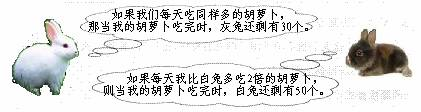 如果我们每天吃同样多的胡萝卜，
那当我的胡萝卜吃完时，灰兔还剩有30个。
如果每天我比白兔多吃2倍的胡萝卜，
则当我的胡萝卜吃完时，白兔还剩有50个。